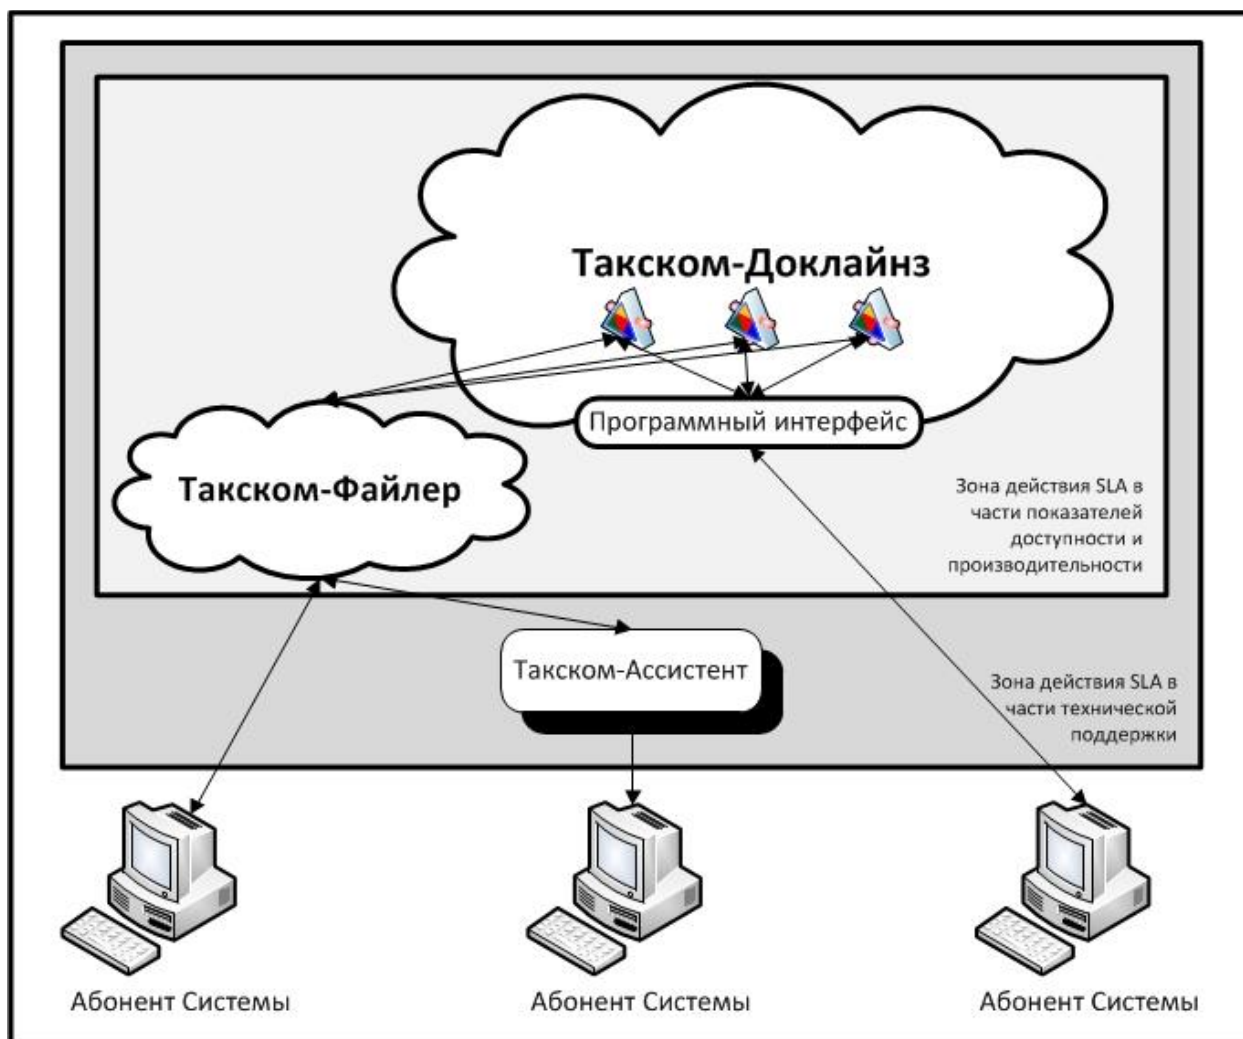 Такском-Доклайнз
Программный интерфейс
Такском-Файлер
Зона действия SLA в
части показателей
доступности и
производительности
Такском-Ассистент
Зона действия SLA в
части технической
поддержки
Абонент Системы
Абонент Системы
Абонент Системы